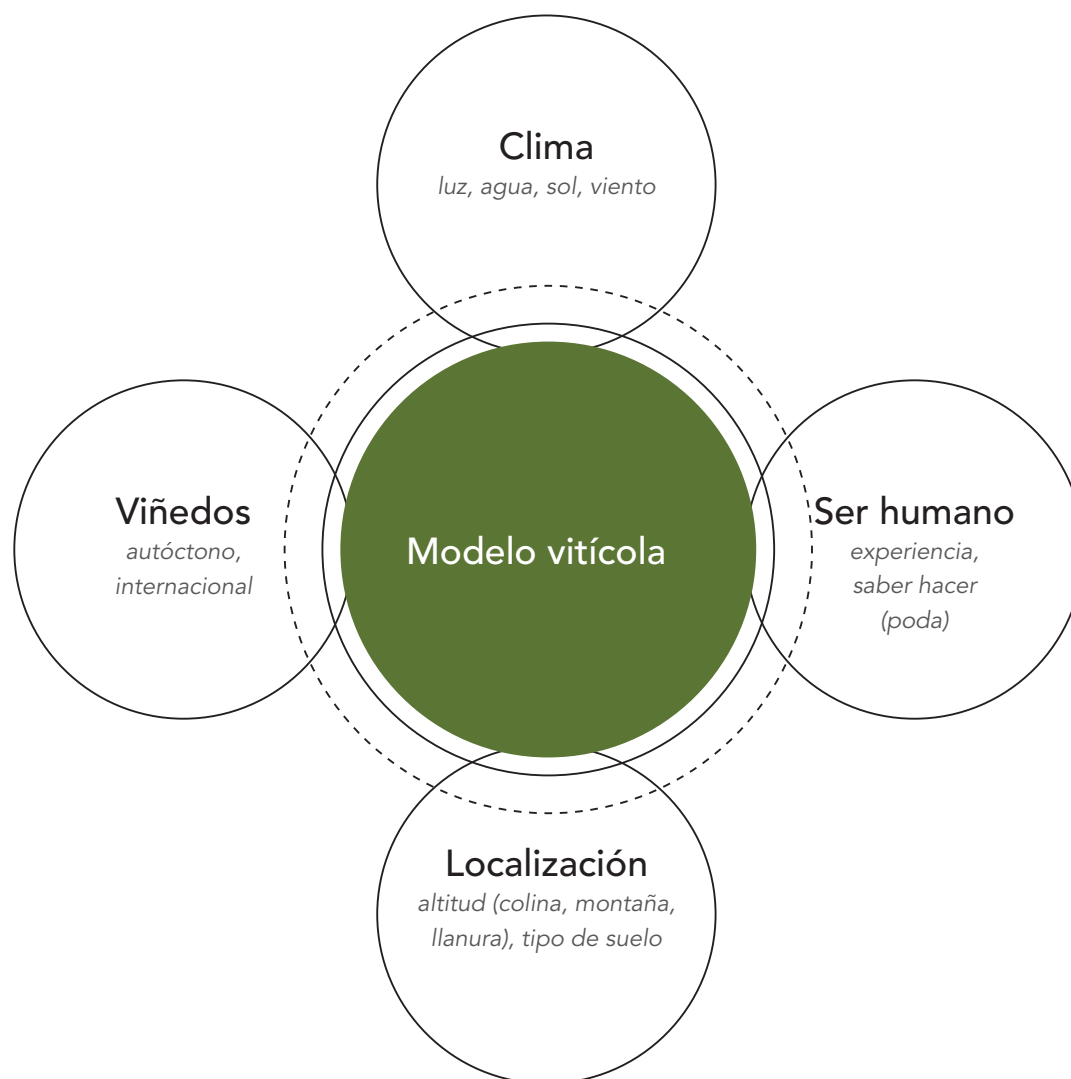 Clima
luz, agua, sol, viento
Viñedos
autóctono,
internacional
Modelo vitícola
Ser humano
experiencia,
saber hacer
(poda)
Localización
altitud (colina, montaña,
llanura), tipo de suelo